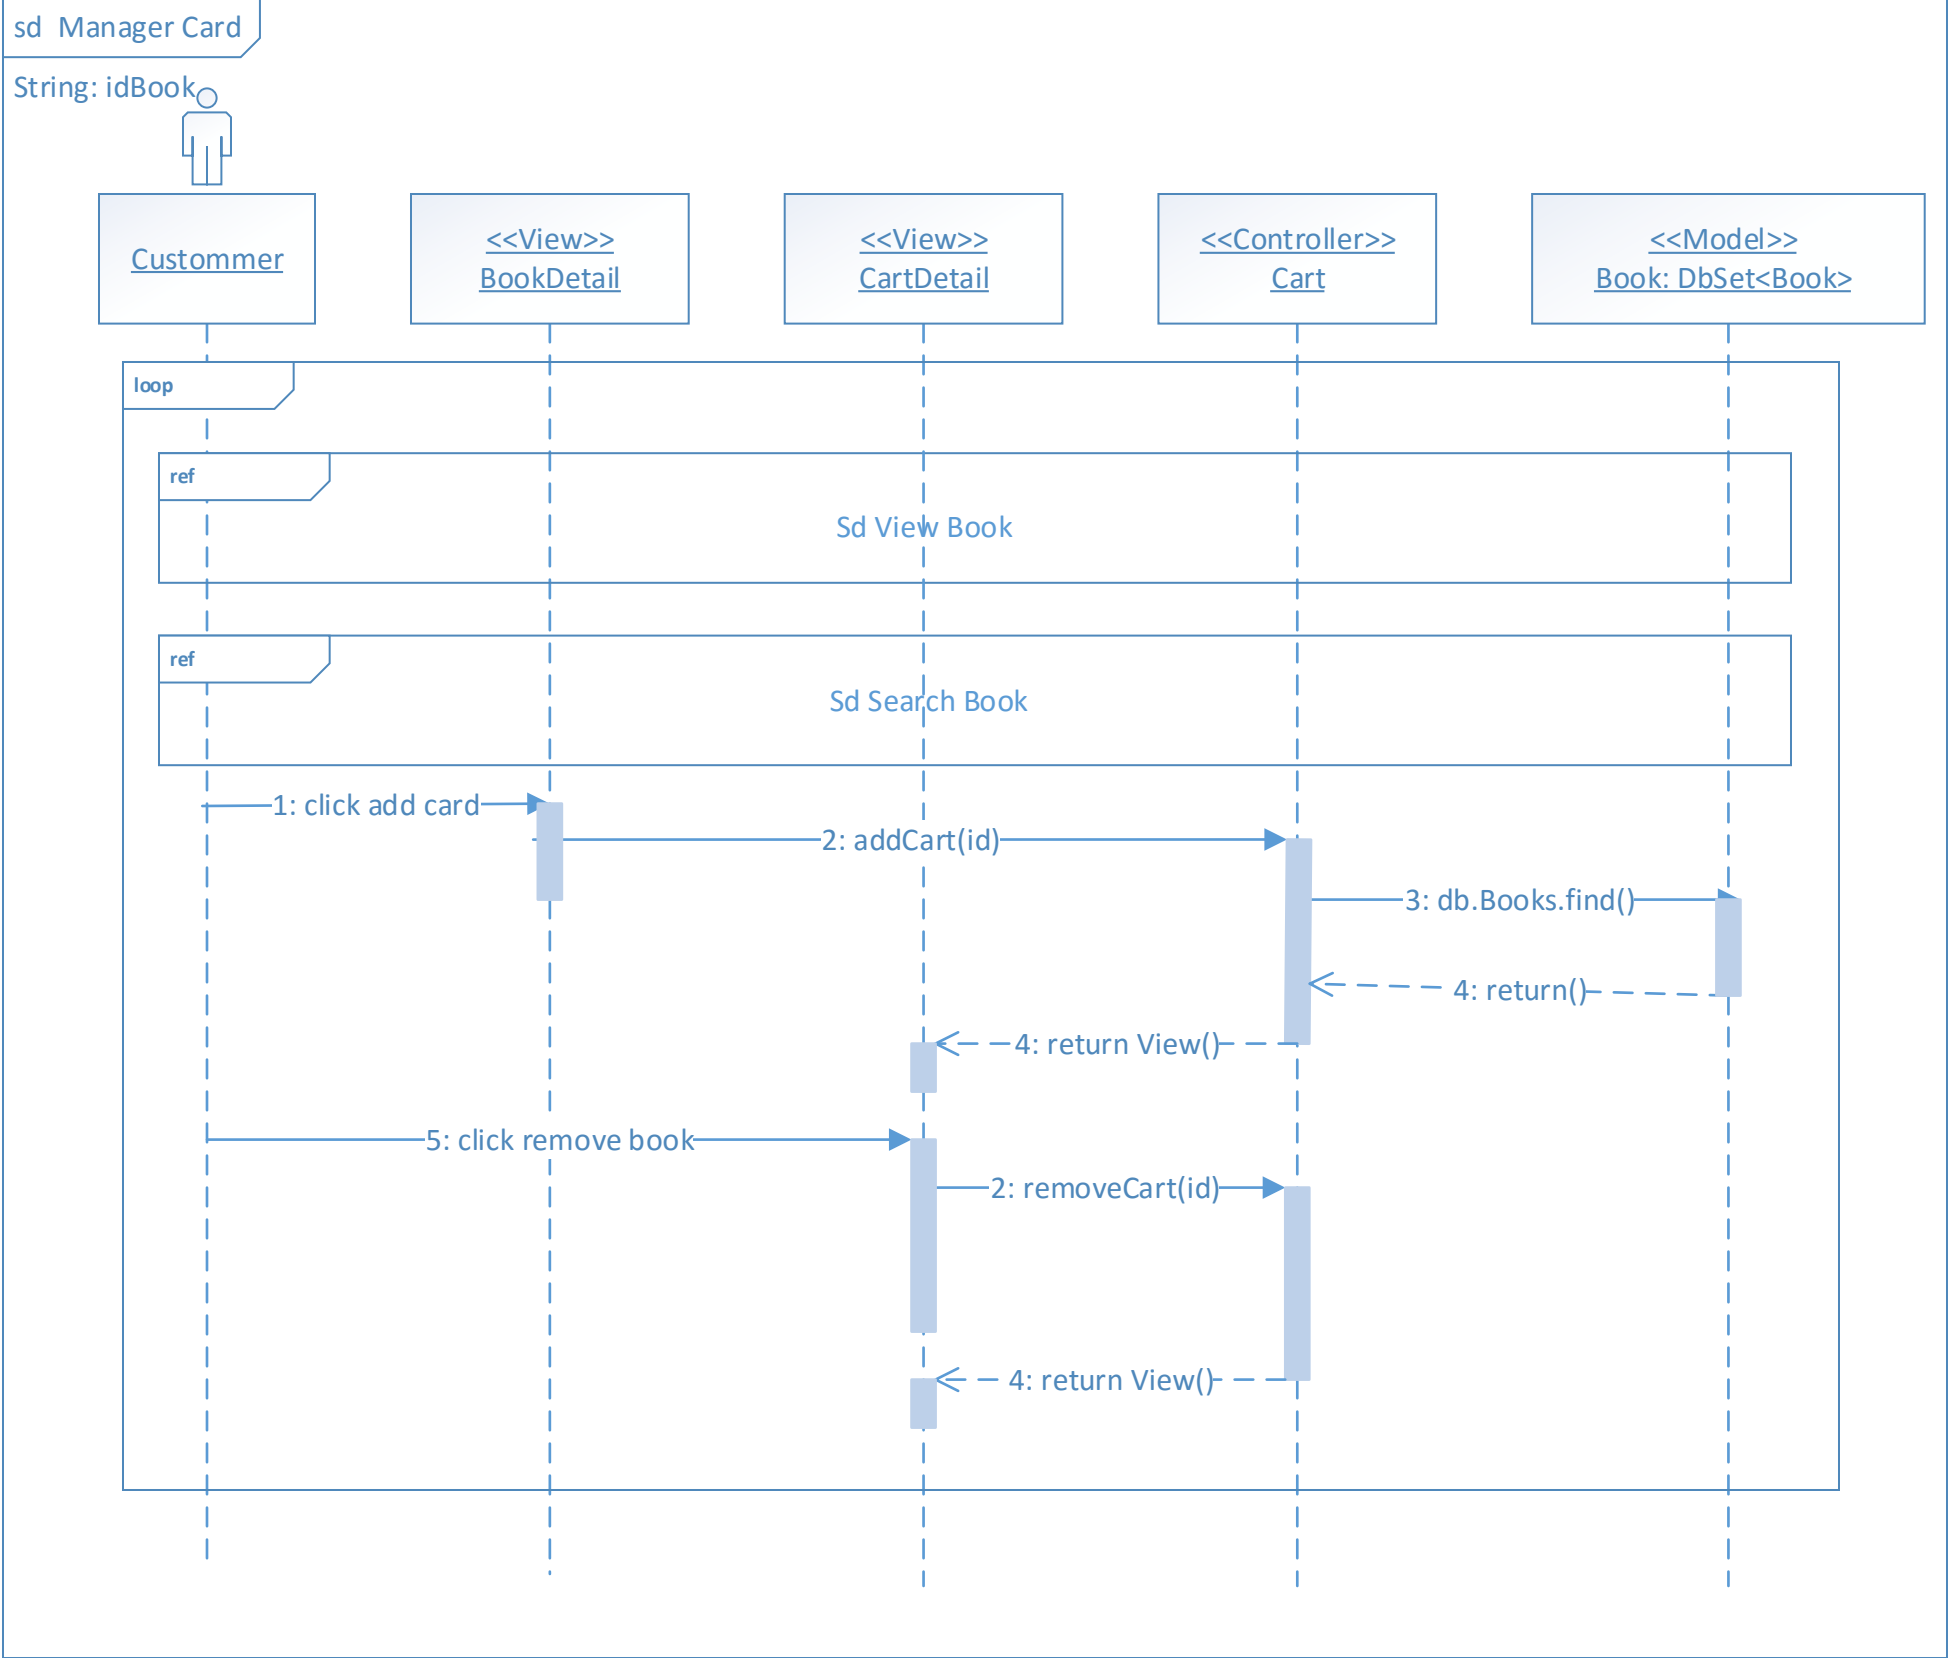 sd  Manager Card
String: idBook
Custommer
<<View>>
BookDetail
<<View>>
CartDetail
<<Controller>>
Cart
<<Model>>
Book: DbSet<Book>
loop
ref
Sd View Book
ref
Sd Search Book
1: click add card
2: addCart(id)
3: db.Books.find()
4: return()
4: return View()
5: click remove book
2: removeCart(id)
4: return View()